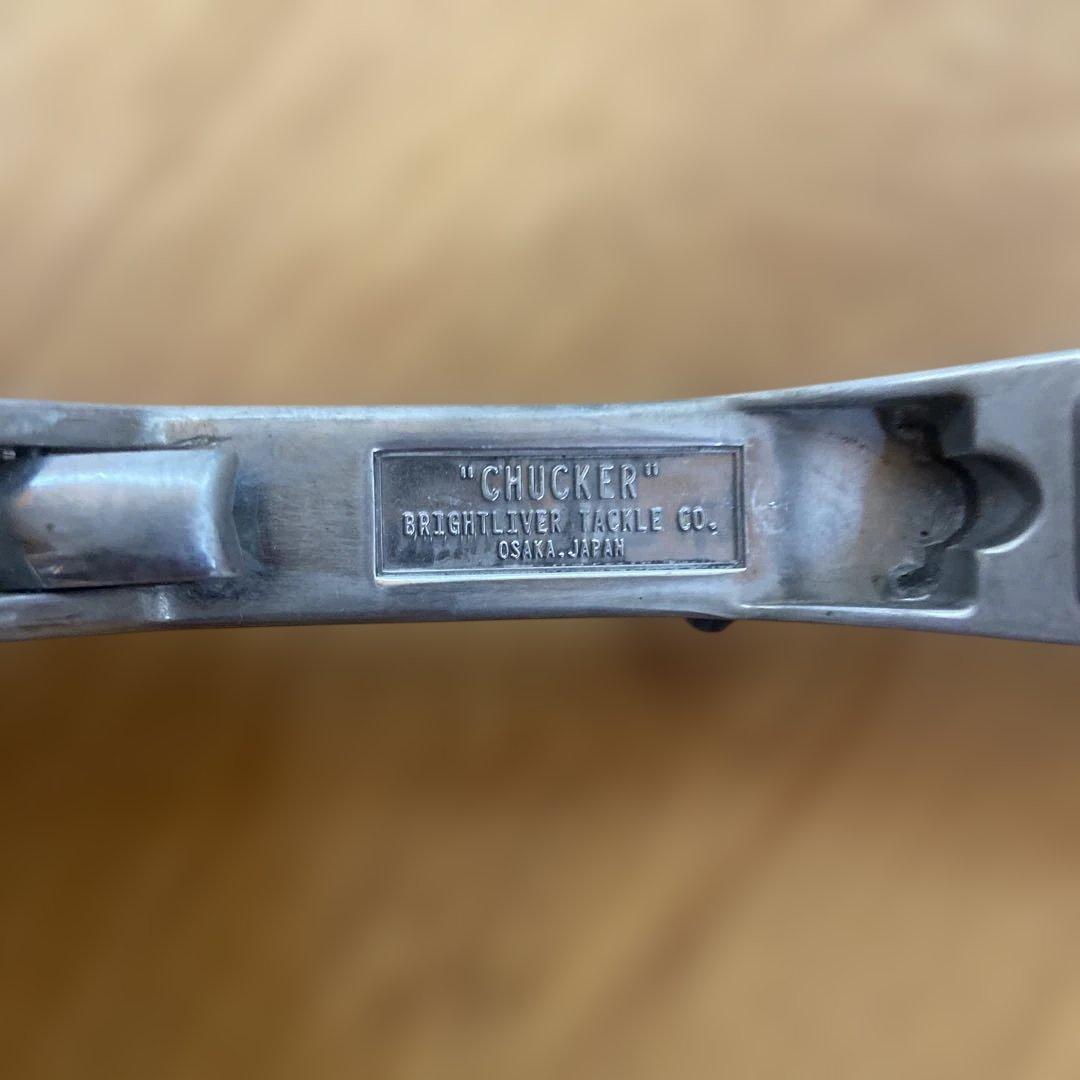 "CHUCKER"
BRIGHTLIVER TACKLE CO.
OSAKA.JAPAN